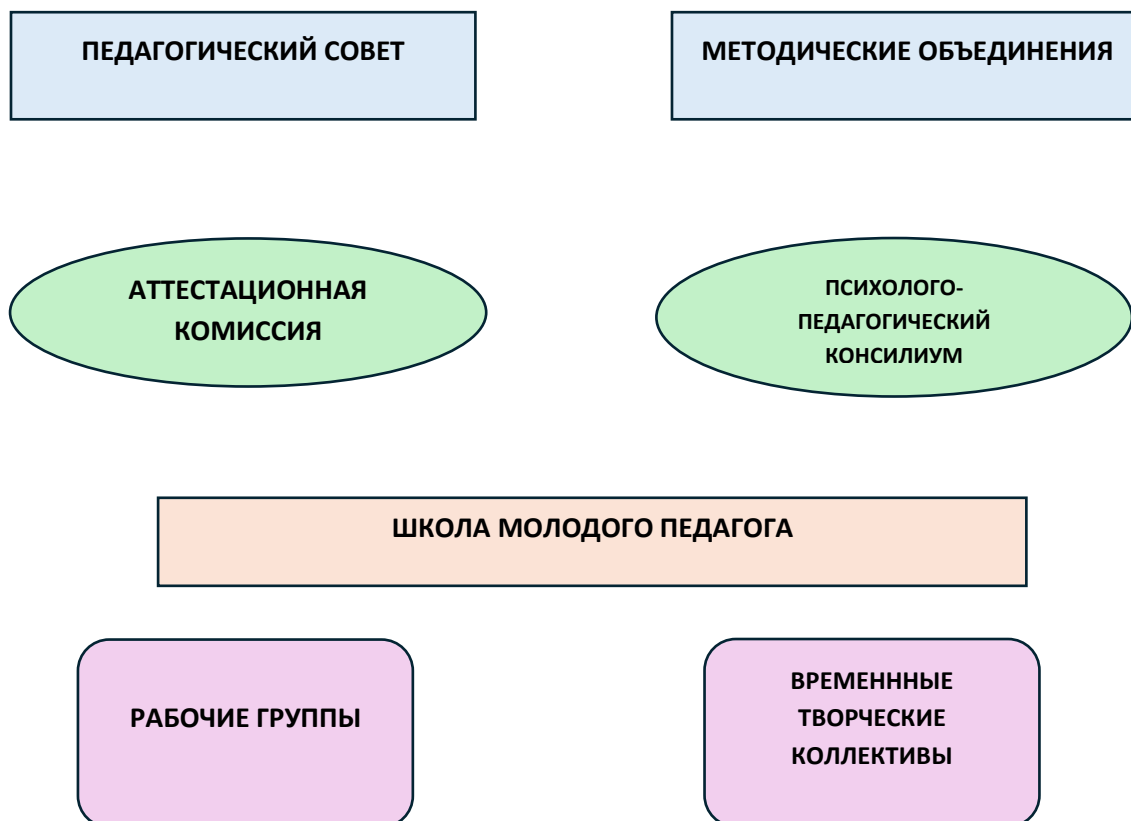 ПЕДАГОГИЧЕСКИЙ СОВЕТ
МЕТОДИЧЕСКИЕ ОБЪЕДИНЕНИЯ
АТТЕСТАЦИОННАЯ
КОМИССИЯ
ПСИХОЛОГО-
ПЕДАГОГИЧЕСКИЙ
КОНСИЛИУМ
ШКОЛА МОЛОДОГО ПЕДАГОГА
РАБОЧИЕ ГРУППЫ
ВРЕМЕНННЫЕ
ТВОРЧЕСКИЕ
КОЛЛЕКТИВЫ